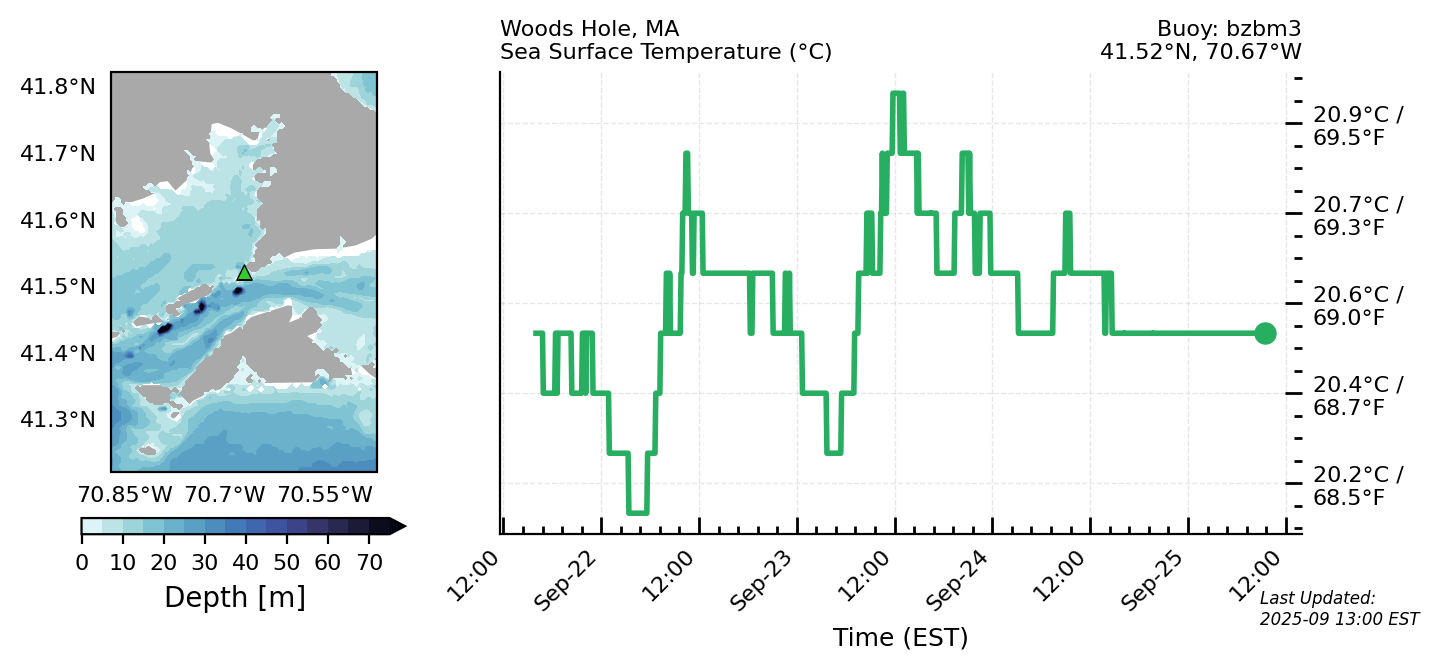 Woods Hole, MA
Sea Surface Temperature (°C)
Buoy: bzbm3
41.52°N, 70.67°W
41.8°N
41.7°N
41.6°N
41.5°N
41.4°N
41.3°N
70.85°W 70.7°W 70.55°W
0 10 20 30 40 50 60 70
Depth [m]
20.9°C /
69.5°F
20.7°C /
69.3°F
20.6°C /
69.0°F
20.4°C /
68.7°F
20.2°C /
68.5°F
12:00 Sep-22 12:00 Sep-23 12:00 Sep-24 12:00 Sep-25 12:00
Time (EST)
Last Updated:
2025-09 13:00 EST